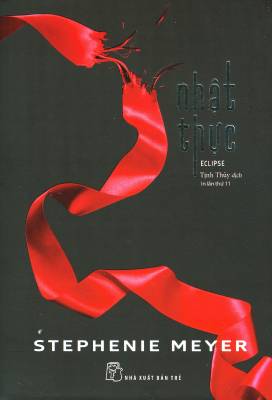 nhật
thực
ECLIPSE
Tịnh Thủy dịch
In lần thứ 11
STEPHENIE MEYER
NHÀ XUẤT BẢN TRẺ